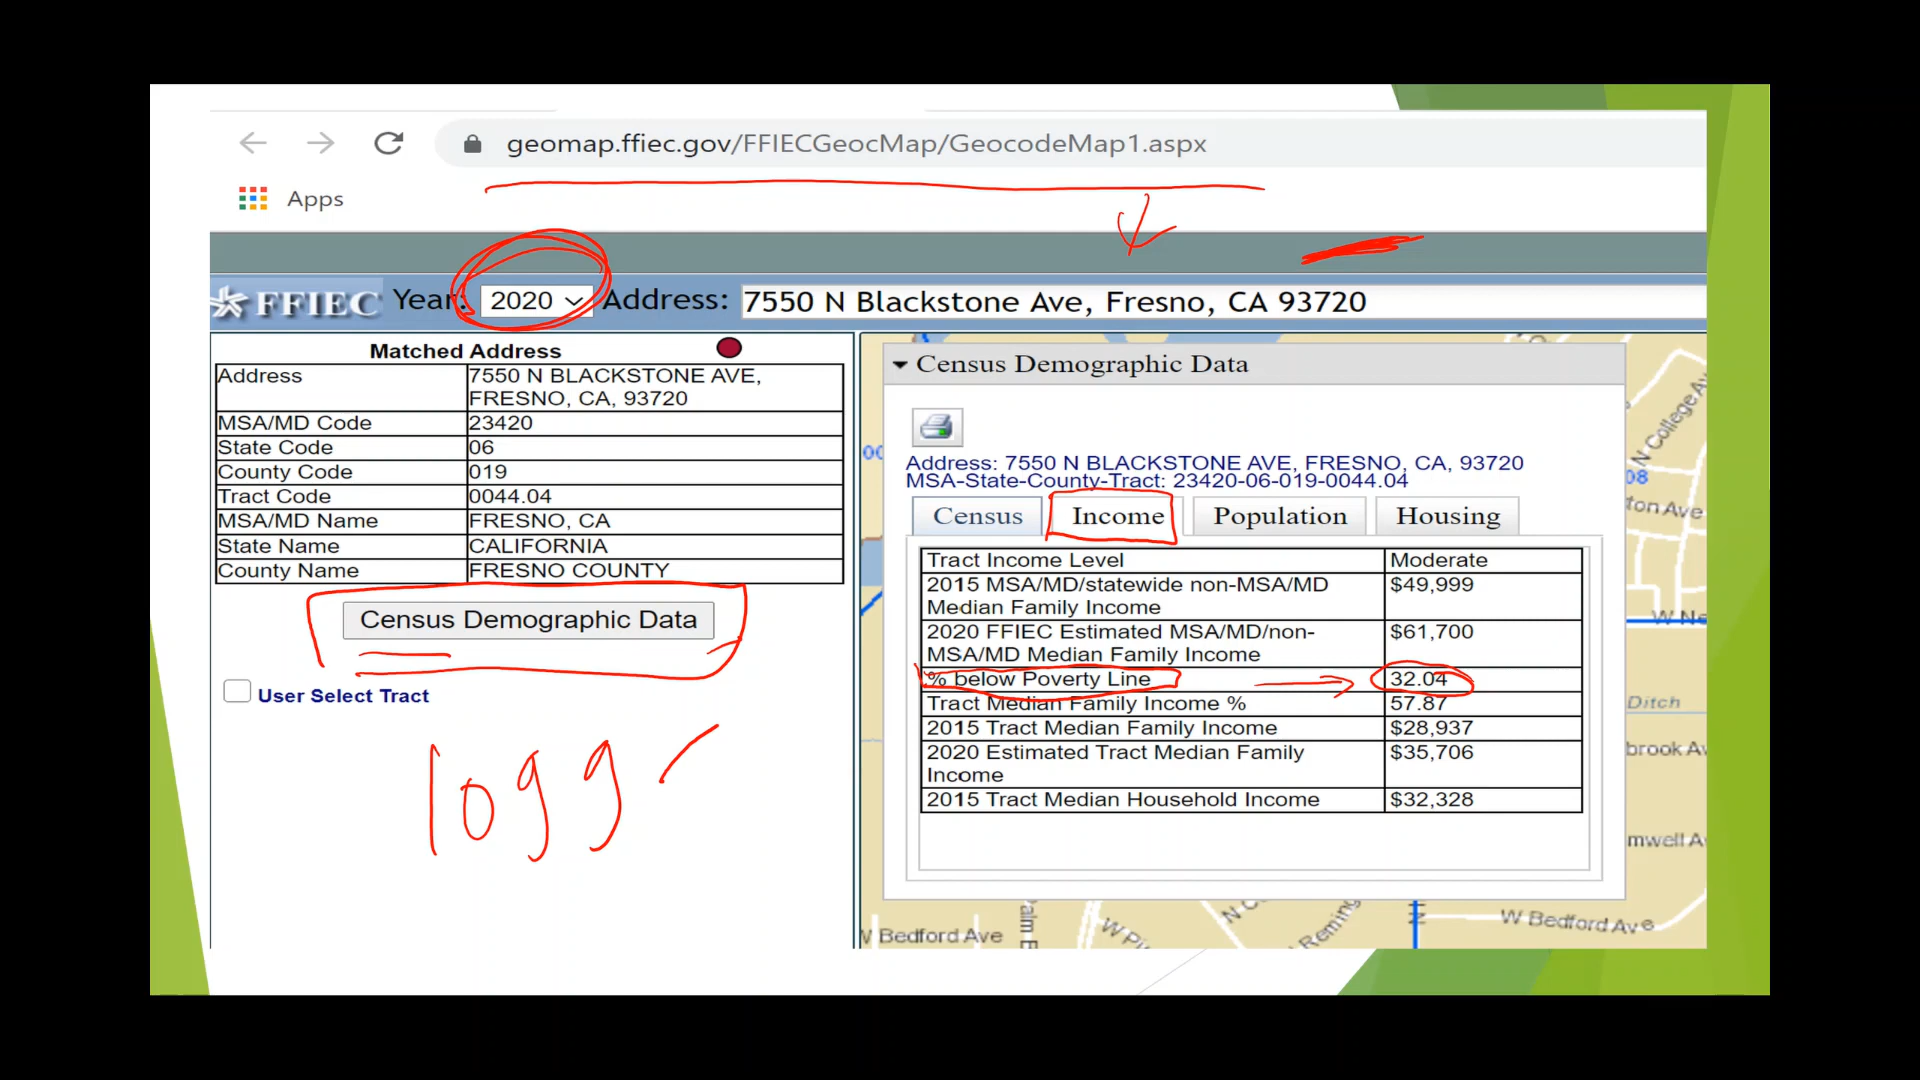 geomap.ffiec.gov/FFIECGeocMap/GeocodeMap1.aspx
Apps
FFIEC Year: 2020 Address: 7550 N Blackstone Ave, Fresno, CA 93720
Matched Address
Address 7550 N BLACKSTONE AVE,
FRESNO, CA, 93720
MSA/MD Code 23420
State Code 06
County Code 019
Tract Code 0044.04
MSA/MD Name FRESNO, CA
State Name CALIFORNIA
County Name FRESNO COUNTY
Census Demographic Data
User Select Tract
1099
Census Demographic Data
Address: 7550 N BLACKSTONE AVE, FRESNO, CA, 93720
MSA-State-County-Tract: 23420-06-019-0044.04
Census Income Population Housing
Tract Income Level Moderate
2015 MSA/MD/statewide non-MSA/MD $49,999
Median Family Income
2020 FFIEC Estimated MSA/MD/non- $61,700
MSA/MD Median Family Income
% below Poverty Line 32.04
Tract Median Family Income % 57.87
2015 Tract Median Family Income $28,937
2020 Estimated Tract Median Family $35,706
Income
2015 Tract Median Household Income $32,328
N College A
08
W Ne
Ditch
brook Av
mwell A
W Bedford Ave
W Bedford Ave